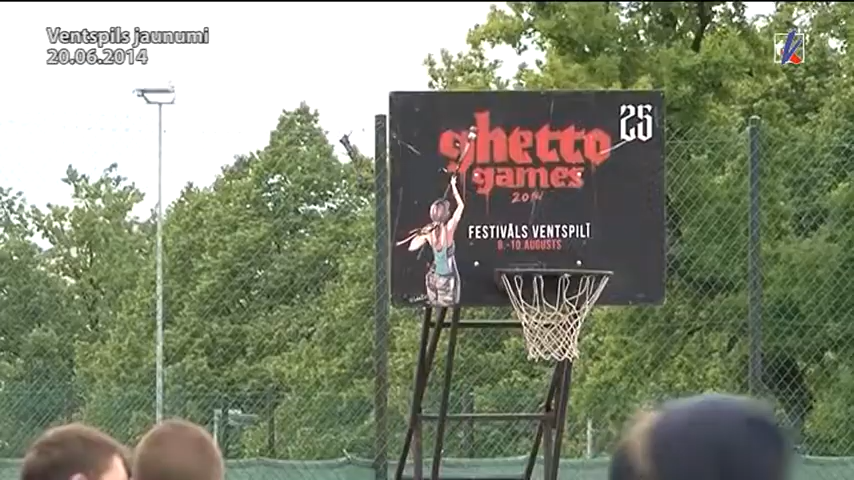 Ventspils jaunumi
20.06.2014
25
ghetto
games
2014
FESTIVĀLS VENTSPILĪ
8.-10.AUGUSTS